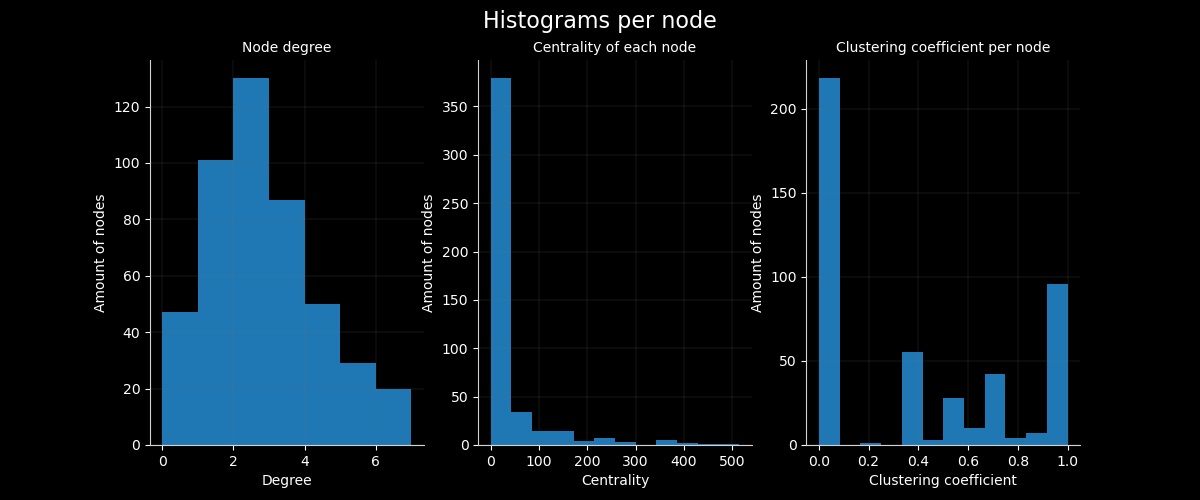 Histograms per node
Node degree
Amount of nodes
120
100
80
60
40
20
0
0 2 4 6
Degree
Centrality of each node
Amount of nodes
350
300
250
200
150
100
50
0
0 100 200 300 400 500
Centrality
Clustering coefficient per node
Amount of nodes
200
150
100
50
0
0.0 0.2 0.4 0.6 0.8 1.0
Clustering coefficient